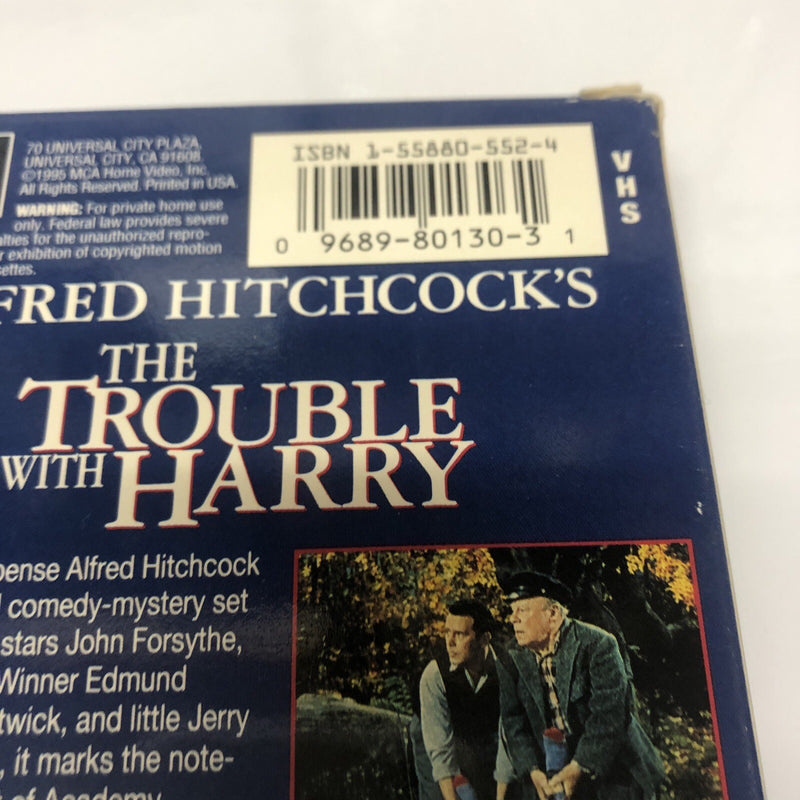 70 UNIVERSAL CITY PLAZA,
UNIVERSAL CITY, CA 91608
©1995 MCA Home Video, Inc.
All Rights Reserved. Printed in USA.
WARNING: For private home use
only. Federal law provides severe
alties for the unauthorized repro-
r exhibition of copyrighted motion
settes.
ISBN 1-55880-552-4
0 9689-80130-3 1
VHS
FRED HITCHCOCK'S
THE
TROUBLE
WITH HARRY
pense Alfred Hitchcock
comedy-mystery set
stars John Forsythe,
Winner Edmund
twick, and little Jerry
, it marks the note-
of Academy